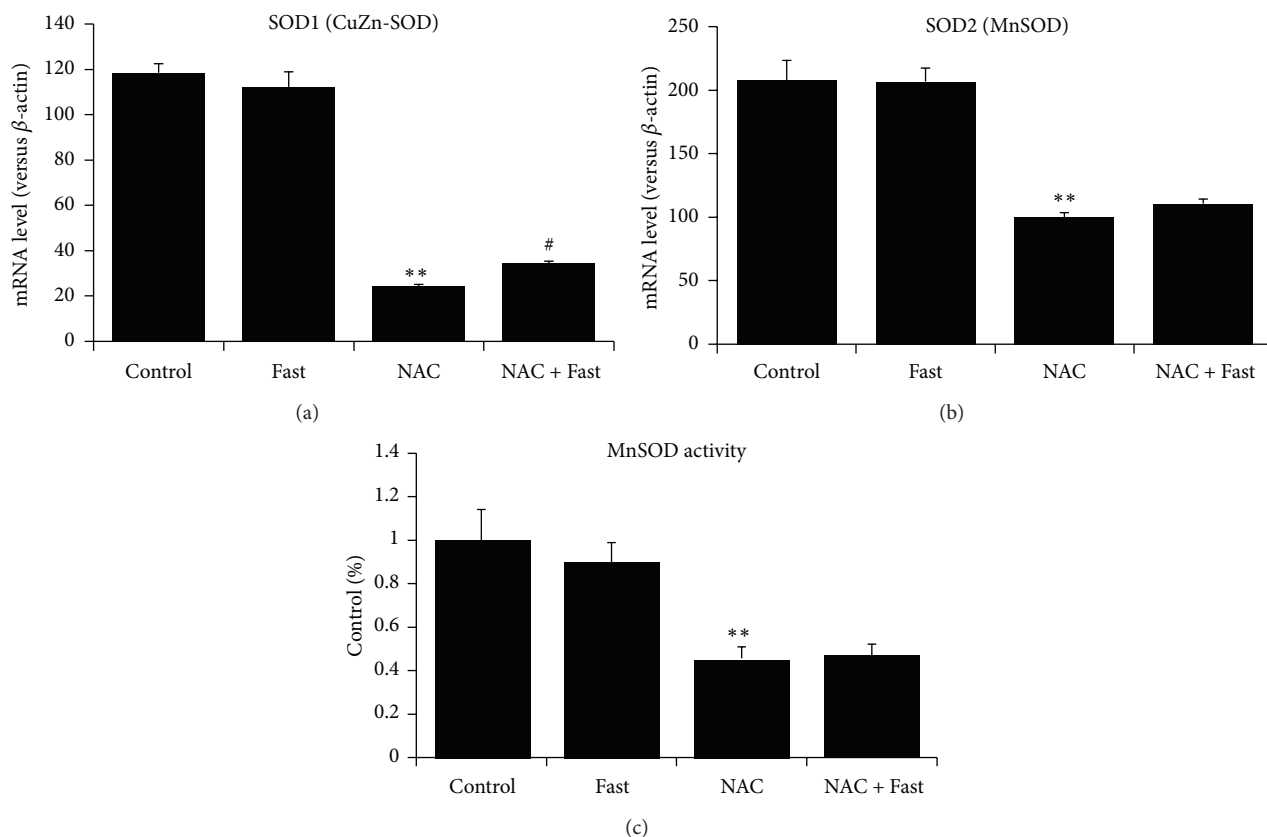 SOD1 (CuZn-SOD)
mRNA level (versus β-actin)
140
120
100
80
60
40
20
0
**
#
Control Fast NAC NAC + Fast
(a)
SOD2 (MnSOD)
mRNA level (versus β-actin)
250
200
150
100
50
0
**
Control Fast NAC NAC + Fast
(b)
MnSOD activity
Control (%)
1.4
1.2
1
0.8
0.6
0.4
0.2
0
**
Control Fast NAC NAC + Fast
(c)